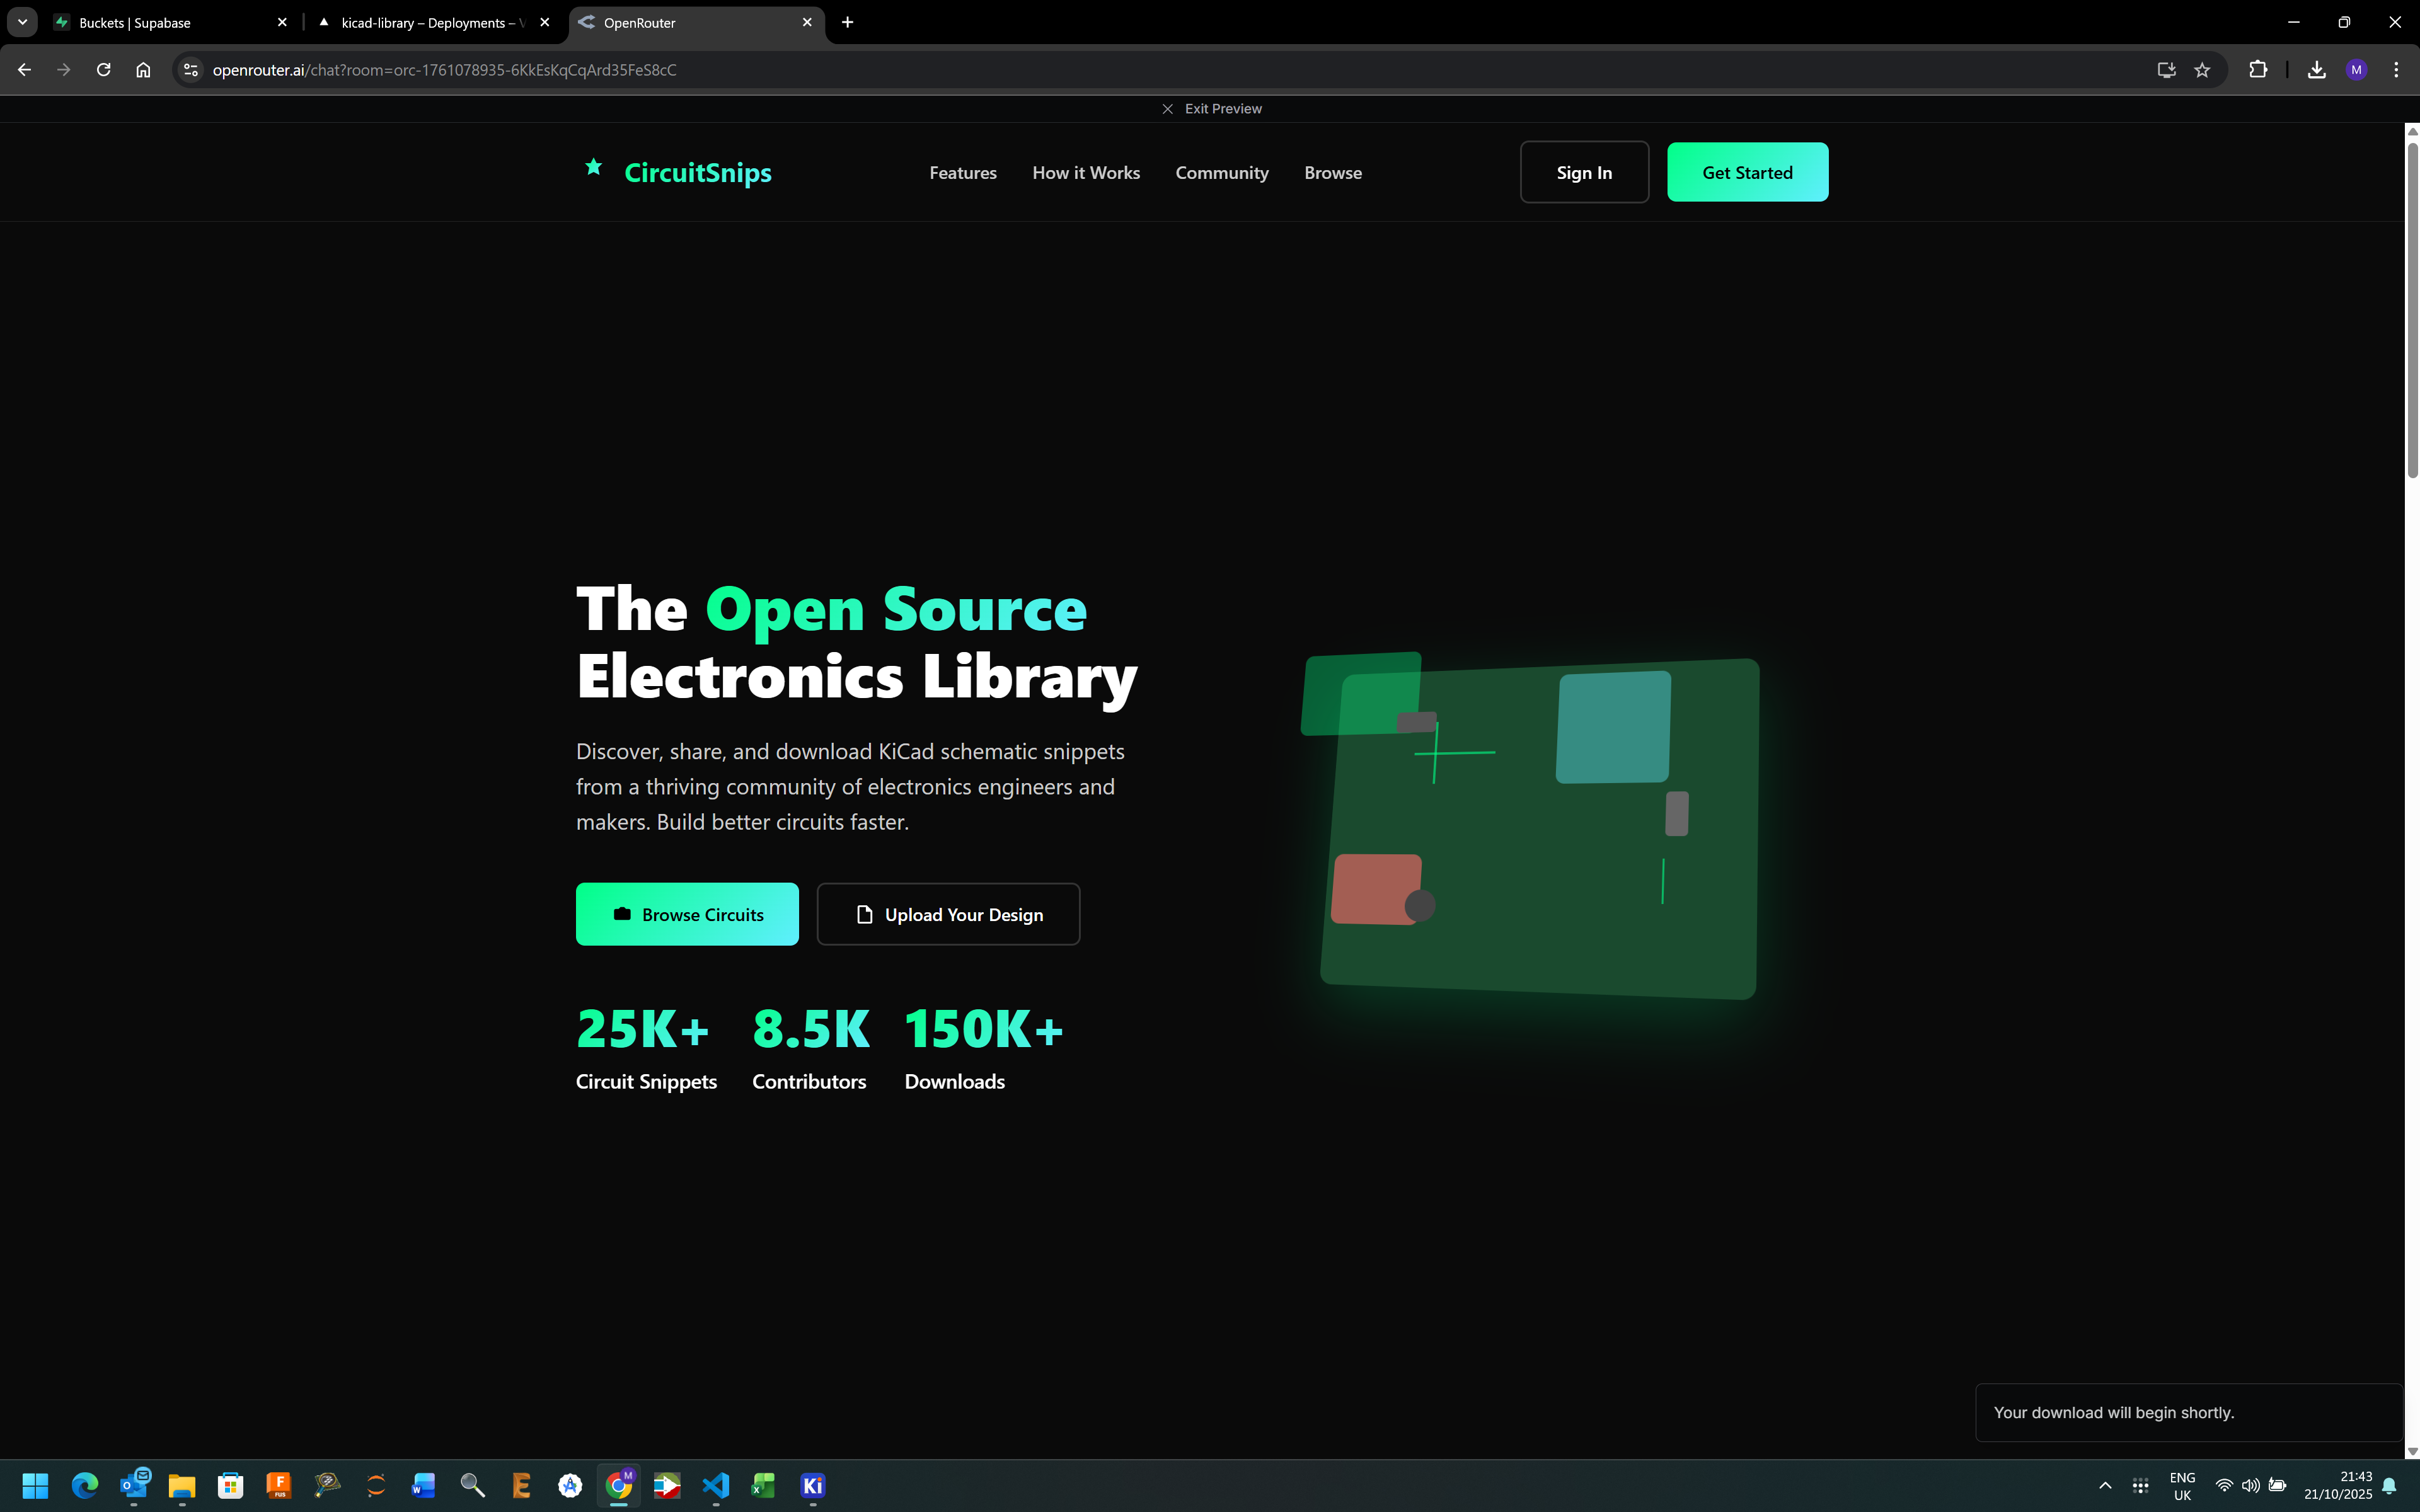 Buckets | Supabase
kicad-library – Deployments –
OpenRouter
openrouter.ai/chat?room=orc-1761078935-6KkEsKqCqArd35FeS8cC
M
Exit Preview
CircuitSnips
Features
How it Works
Community
Browse
Sign In
Get Started
The Open Source
Electronics Library
Discover, share, and download KiCad schematic snippets
from a thriving community of electronics engineers and
makers. Build better circuits faster.
Browse Circuits
Upload Your Design
25K+
8.5K
150K+
Circuit Snippets
Contributors
Downloads
Your download will begin shortly.
F
FUS
W
E
M
X
Ki
ENG
UK
21:43
21/10/2025